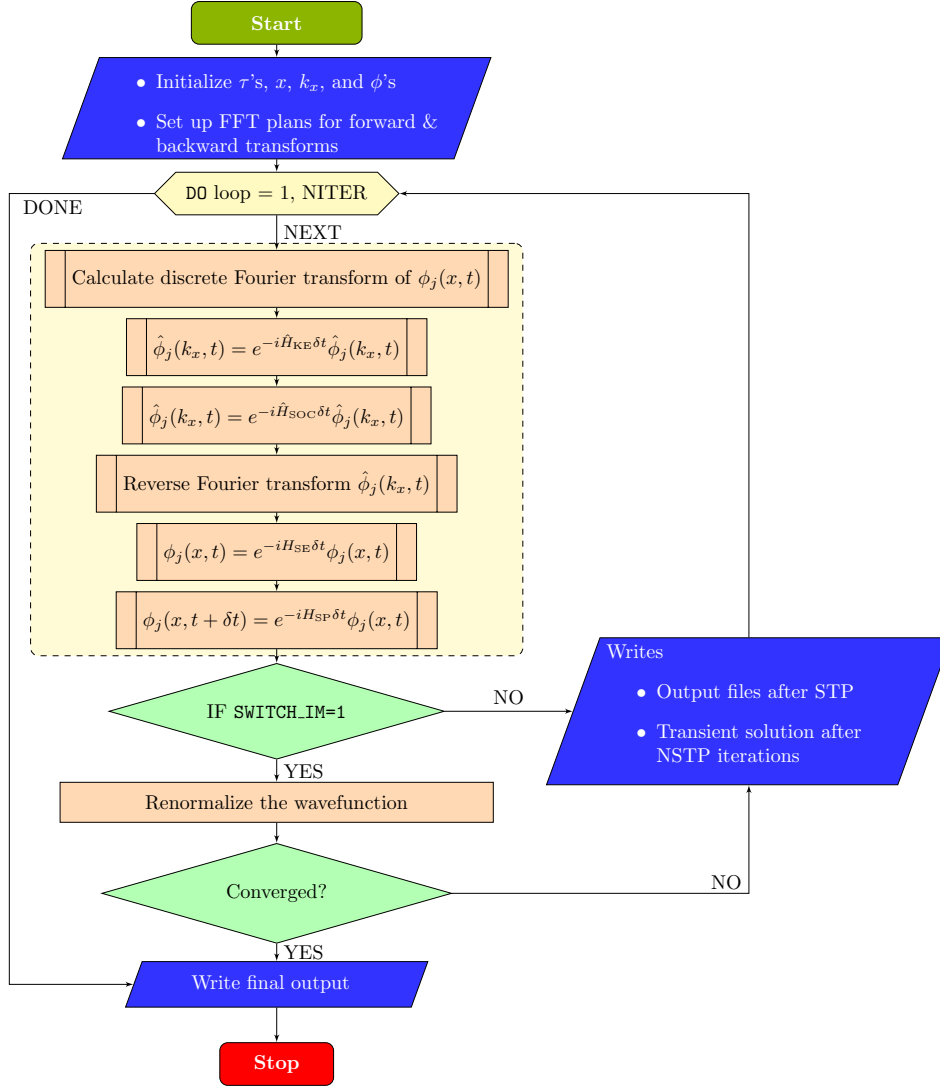 Start
• Initialize τ's, x, kₓ, and ϕ's
• Set up FFT plans for forward &
backward transforms
DO loop = 1, NITER
DONE
NEXT
Calculate discrete Fourier transform of ϕ_j(x, t)
ϕ̂_j(k_x, t) = e^{−iĤ_KE δt} ϕ̂_j(k_x, t)
ϕ̂_j(k_x, t) = e^{−iĤ_SOC δt} ϕ̂_j(k_x, t)
Reverse Fourier transform ϕ̂_j(k_x, t)
ϕ_j(x, t) = e^{−iH_SE δt} ϕ_j(x, t)
ϕ_j(x, t + δt) = e^{−iH_SP δt} ϕ_j(x, t)
Writes
• Output files after STP
• Transient solution after
NSTP iterations
IF SWITCH_IM=1
NO
YES
Renormalize the wavefunction
Converged?
NO
YES
Write final output
Stop